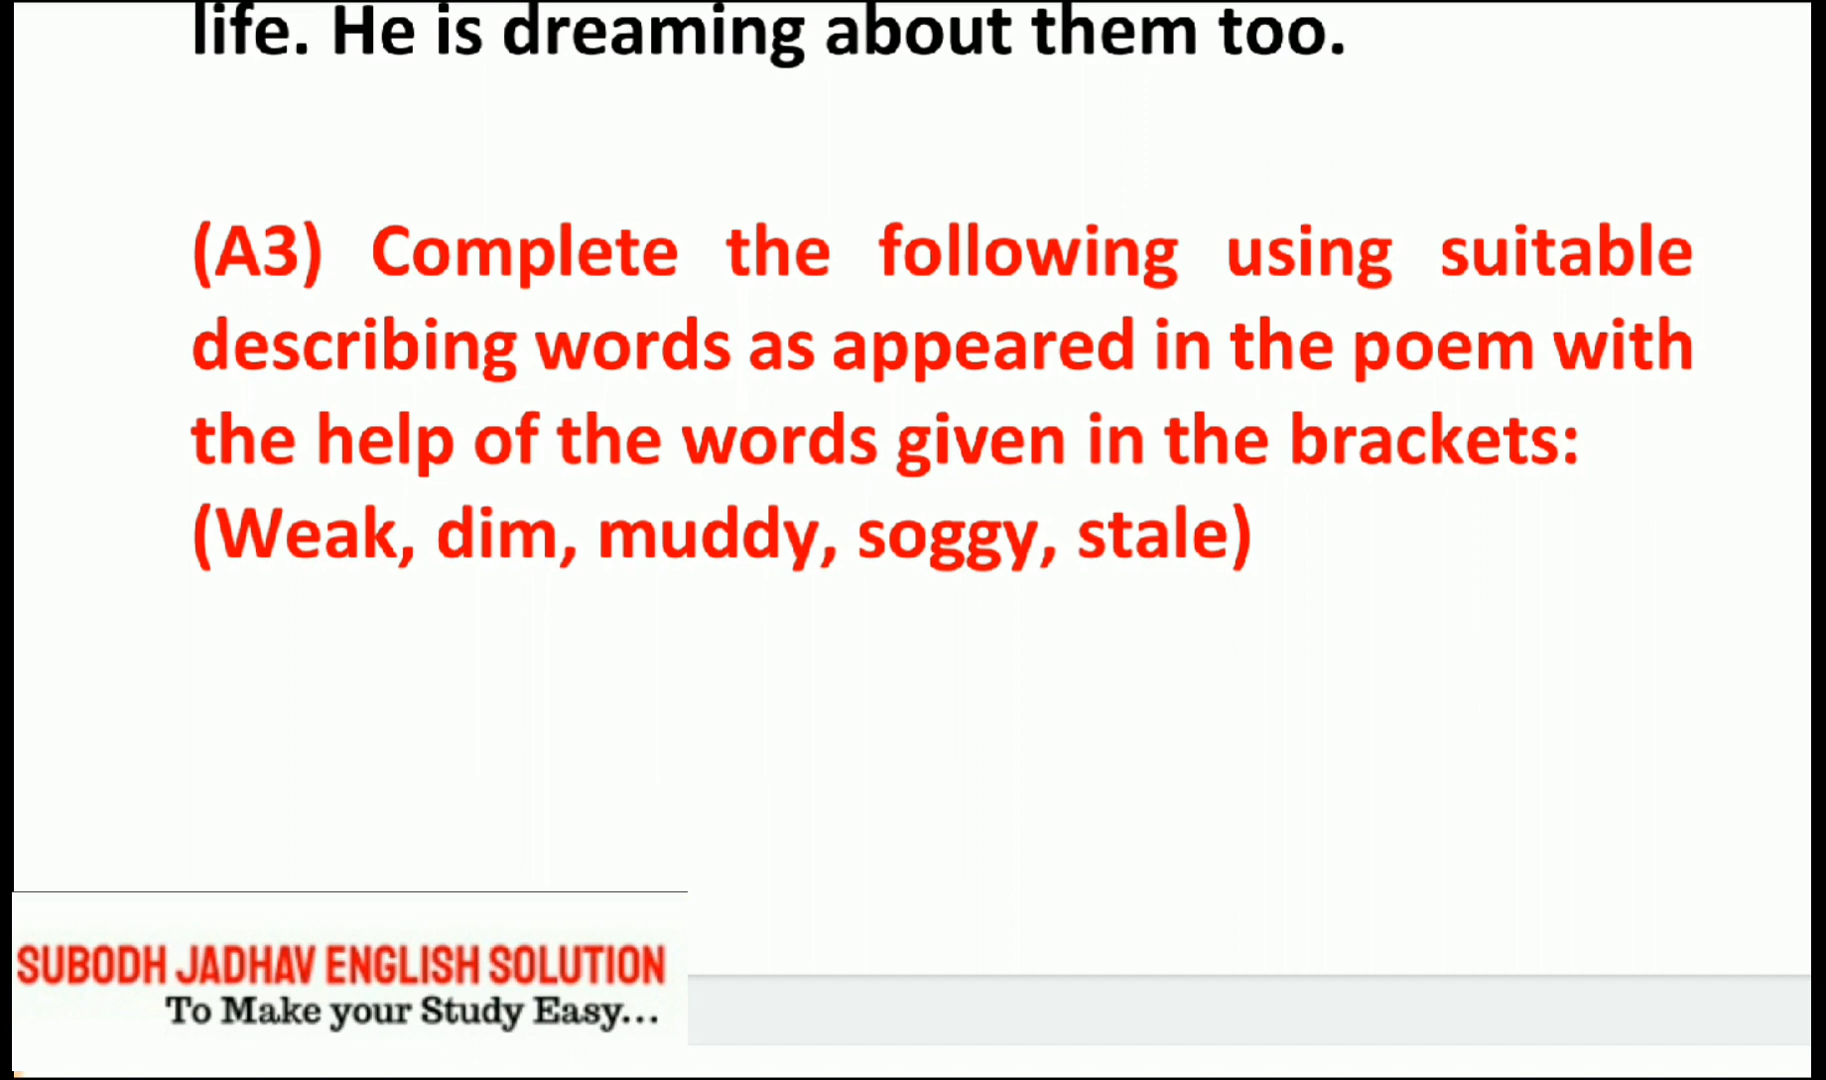 life. He is dreaming about them too.
(A3) Complete the following using suitable
describing words as appeared in the poem with
the help of the words given in the brackets:
(Weak, dim, muddy, soggy, stale)
SUBODH JADHAV ENGLISH SOLUTION
To Make your Study Easy...